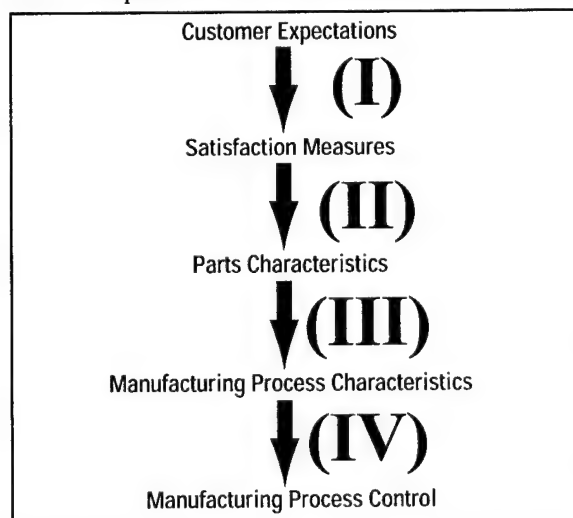 Customer Expectations
(I)
Satisfaction Measures
(II)
Parts Characteristics
(III)
Manufacturing Process Characteristics
(IV)
Manufacturing Process Control